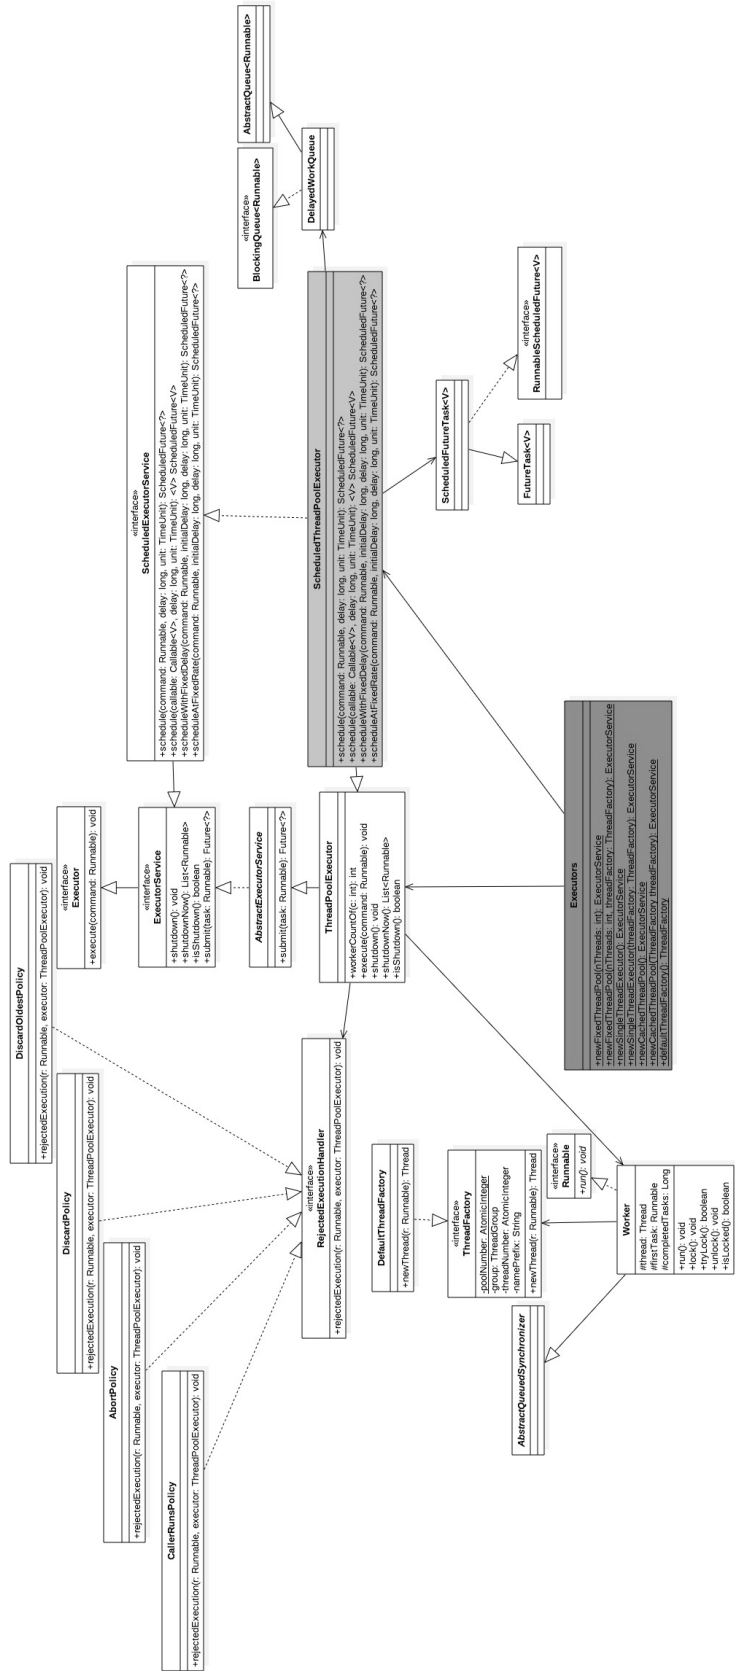 DiscardOldestPolicy
+rejectedExecution(r: Runnable, executor: ThreadPoolExecutor): void
DiscardPolicy
+rejectedExecution(r: Runnable, executor: ThreadPoolExecutor): void
AbortPolicy
+rejectedExecution(r: Runnable, executor: ThreadPoolExecutor): void
CallerRunsPolicy
+rejectedExecution(r: Runnable, executor: ThreadPoolExecutor): void
«interface»
RejectedExecutionHandler
+rejectedExecution(r: Runnable, executor: ThreadPoolExecutor): void
DefaultThreadFactory
+newThread(r: Runnable): Thread
«interface»
ThreadFactory
-poolNumber: AtomicInteger
-group: ThreadGroup
-threadNumber: AtomicInteger
-namePrefix: String
+newThread(r: Runnable): Thread
AbstractQueuedSynchronizer
«interface»
Runnable
+run(): void
Worker
#thread: Thread
#firstTask: Runnable
#completedTasks: Long
+run(): void
+lock(): void
+tryLock(): boolean
+unlock(): void
+isLocked(): boolean
«interface»
Executor
+execute(command: Runnable): void
«interface»
ExecutorService
+shutdown(): void
+shutdownNow(): List<Runnable>
+isShutdown(): boolean
+submit(task: Runnable): Future<?>
AbstractExecutorService
+submit(task: Runnable): Future<?>
ThreadPoolExecutor
+workerCountOf(c: int): int
+execute(command: Runnable): void
+shutdown(): void
+shutdownNow(): List<Runnable>
+isShutdown(): boolean
Executors
+newFixedThreadPool(nThreads: int): ExecutorService
+newFixedThreadPool(nThreads: int, threadFactory: ThreadFactory): ExecutorService
+newSingleThreadExecutor(): ExecutorService
+newSingleThreadExecutor(threadFactory: ThreadFactory): ExecutorService
+newCachedThreadPool(): ExecutorService
+newCachedThreadPool(ThreadFactory threadFactory): ExecutorService
+defaultThreadFactory(): ThreadFactory
«interface»
ScheduledExecutorService
+schedule(command: Runnable, delay: long, unit: TimeUnit): ScheduledFuture<?>
+schedule(callable: Callable<V>, delay: long, unit: TimeUnit): <V> ScheduledFuture<V>
+scheduleWithFixedDelay(command: Runnable, initialDelay: long, delay: long, unit: TimeUnit): ScheduledFuture<?>
+scheduleAtFixedRate(command: Runnable, initialDelay: long, delay: long, unit: TimeUnit): ScheduledFuture<?>
ScheduledThreadPoolExecutor
+schedule(command: Runnable, delay: long, unit: TimeUnit): ScheduledFuture<?>
+schedule(callable: Callable<V>, delay: long, unit: TimeUnit): <V> ScheduledFuture<V>
+scheduleWithFixedDelay(command: Runnable, initialDelay: long, delay: long, unit: TimeUnit): ScheduledFuture<?>
+scheduleAtFixedRate(command: Runnable, initialDelay: long, delay: long, unit: TimeUnit): ScheduledFuture<?>
«interface»
BlockingQueue<Runnable>
AbstractQueue<Runnable>
DelayedWorkQueue
ScheduledFutureTask<V>
FutureTask<V>
«interface»
RunnableScheduledFuture<V>